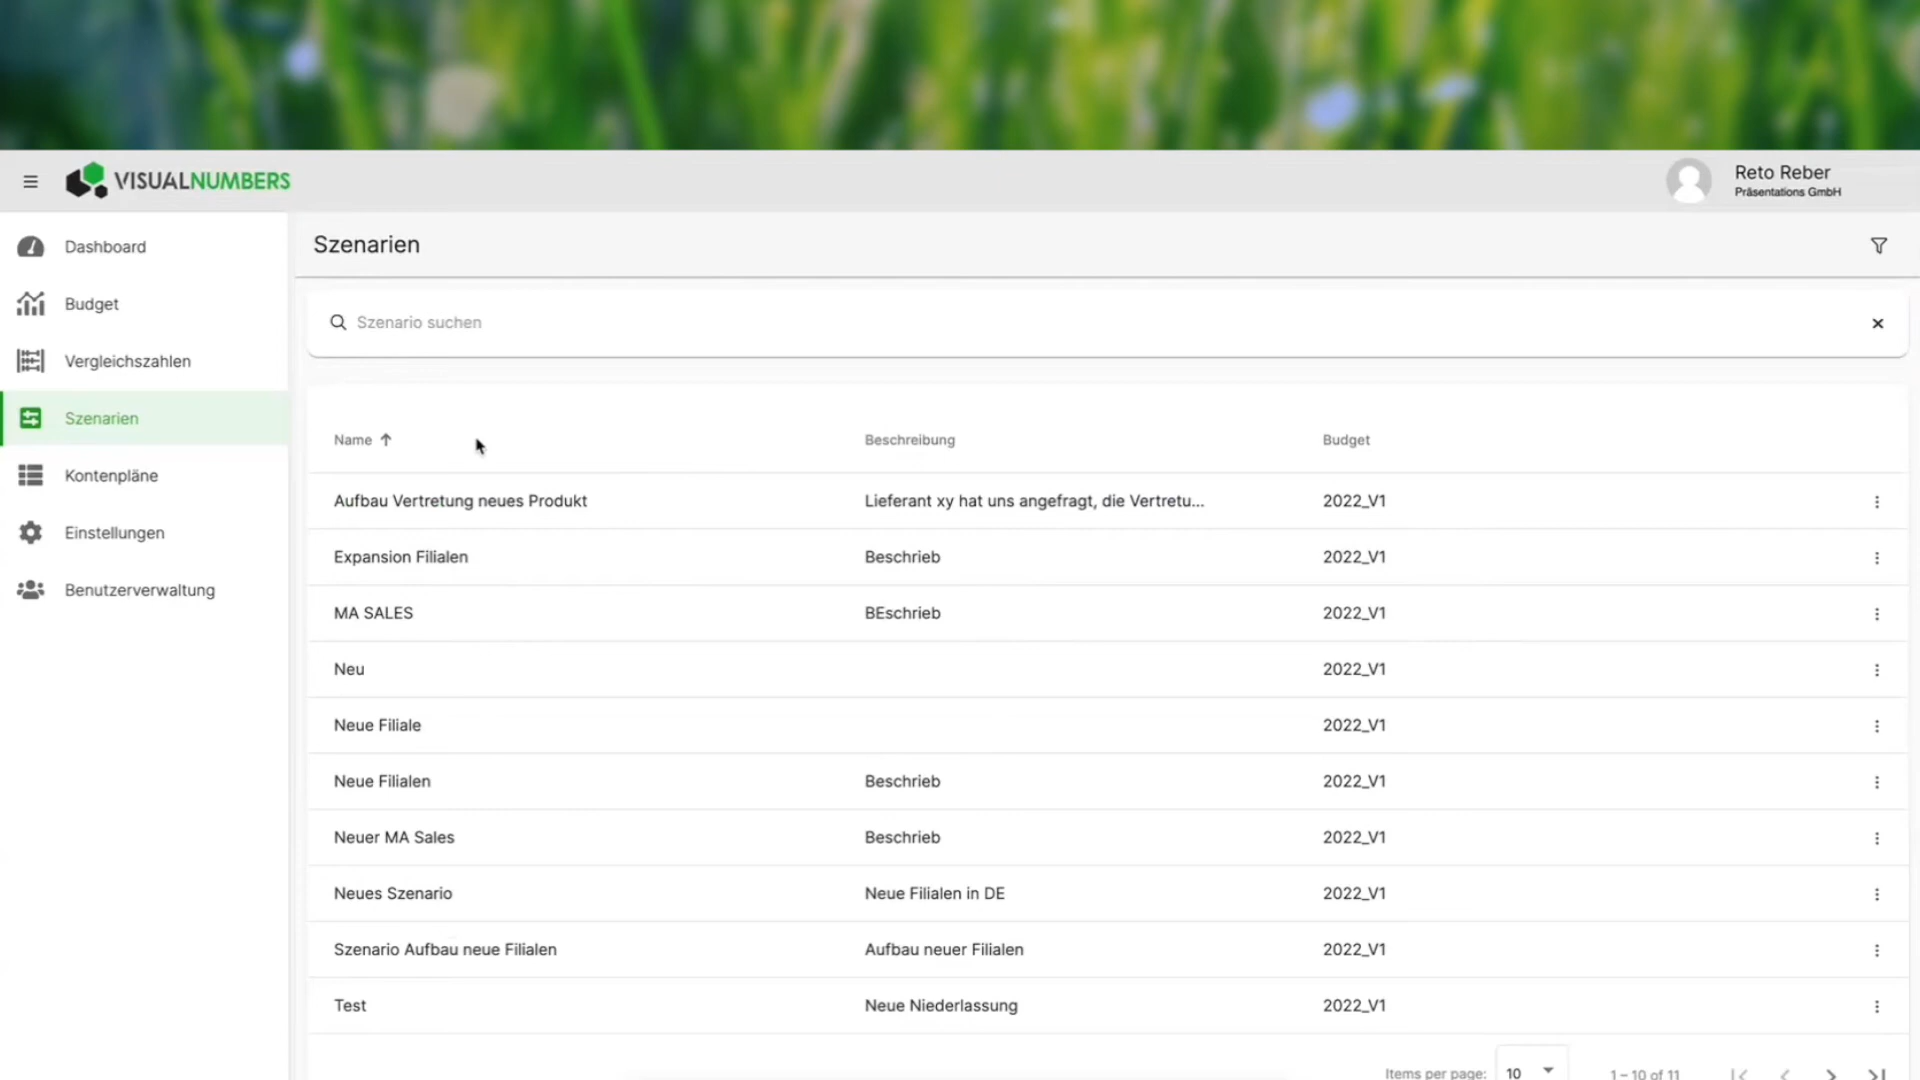 VISUALNUMBERS
Reto Reber
Präsentations GmbH
Dashboard
Budget
Vergleichszahlen
Szenarien
Kontenpläne
Einstellungen
Benutzerverwaltung
Szenarien
Szenario suchen
Name Beschreibung Budget
Aufbau Vertretung neues Produkt Lieferant xy hat uns angefragt, die Vertretu... 2022_V1
Expansion Filialen Beschrieb 2022_V1
MA SALES BEschrieb 2022_V1
Neu 2022_V1
Neue Filiale 2022_V1
Neue Filialen Beschrieb 2022_V1
Neuer MA Sales Beschrieb 2022_V1
Neues Szenario Neue Filialen in DE 2022_V1
Szenario Aufbau neue Filialen Aufbau neuer Filialen 2022_V1
Test Neue Niederlassung 2022_V1
Items per page: 10 1 – 10 of 11